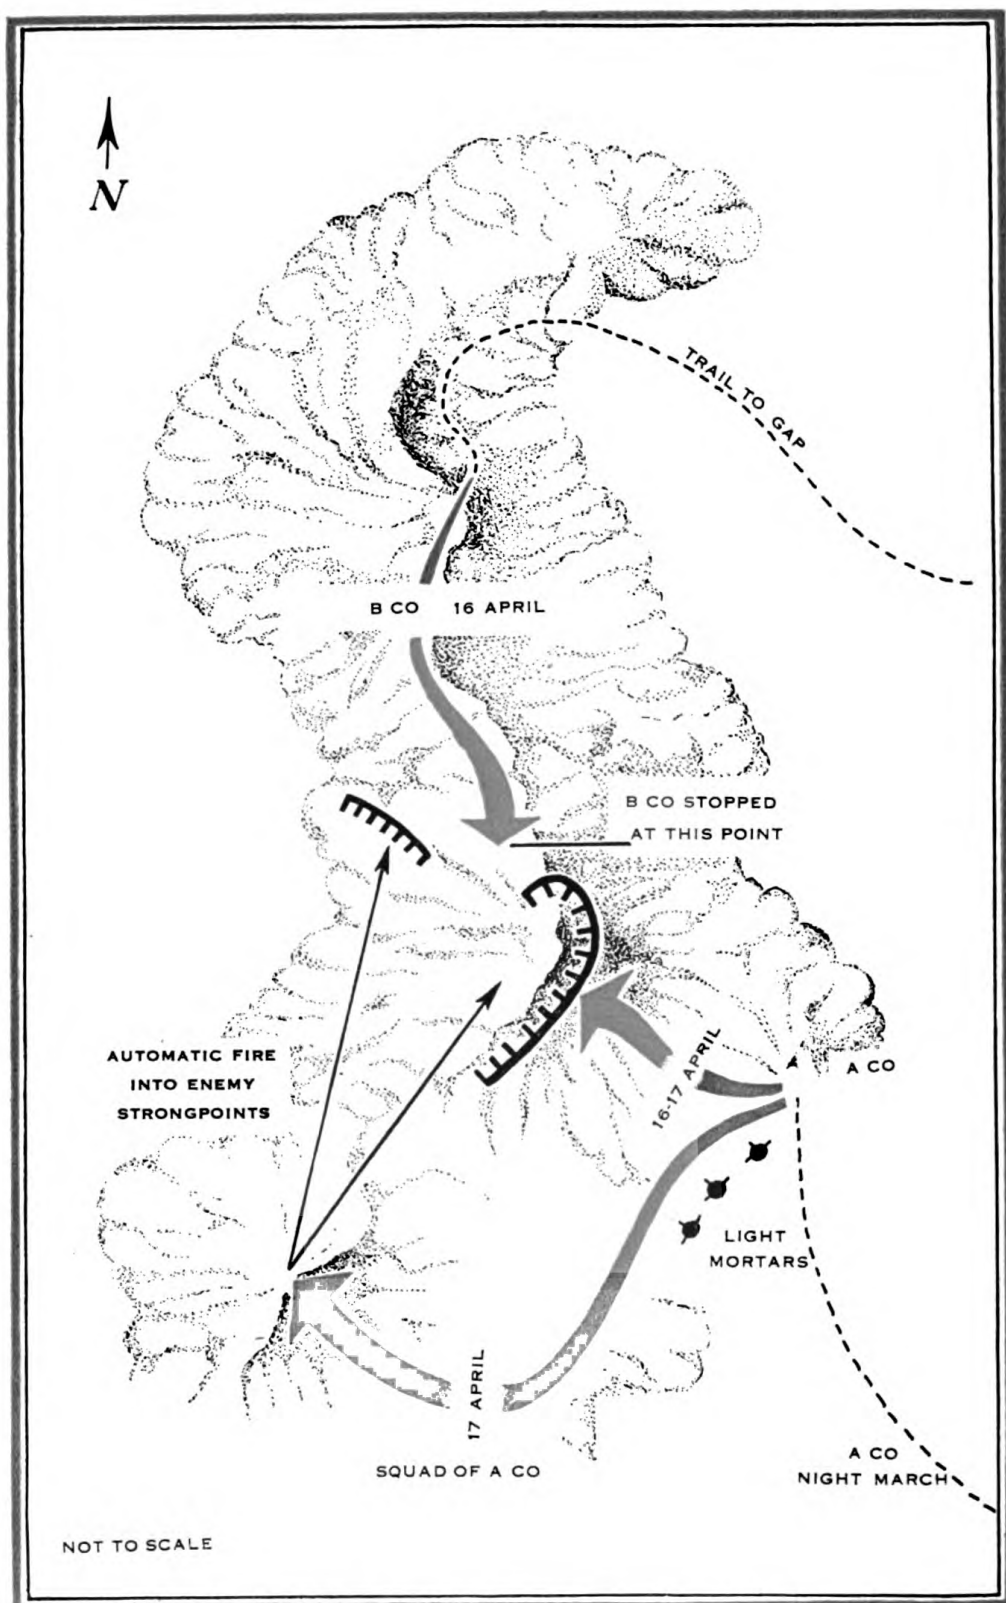 N
TRAIL TO GAP
B CO 16 APRIL
B CO STOPPED
AT THIS POINT
AUTOMATIC FIRE
INTO ENEMY
STRONGPOINTS
16-17 APRIL
A CO
LIGHT
MORTARS
17 APRIL
SQUAD OF A CO
A CO
NIGHT MARCH
NOT TO SCALE